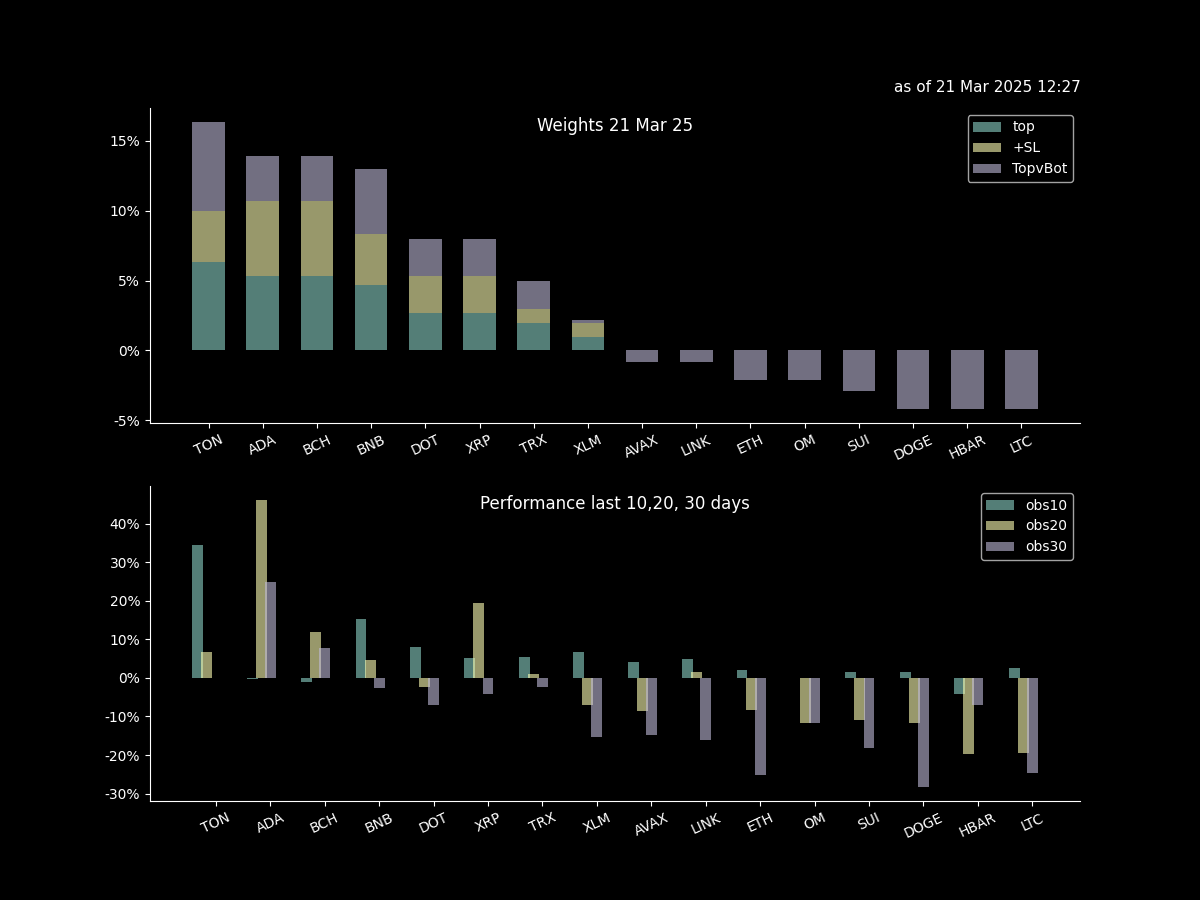 as of 21 Mar 2025 12:27
Weights 21 Mar 25
top
+SL
TopvBot
15%
10%
5%
0%
-5%
TON ADA BCH BNB DOT XRP TRX XLM AVAX LINK ETH OM SUI DOGE HBAR LTC
Performance last 10,20, 30 days
obs10
obs20
obs30
40%
30%
20%
10%
0%
-10%
-20%
-30%
TON ADA BCH BNB DOT XRP TRX XLM AVAX LINK ETH OM SUI DOGE HBAR LTC